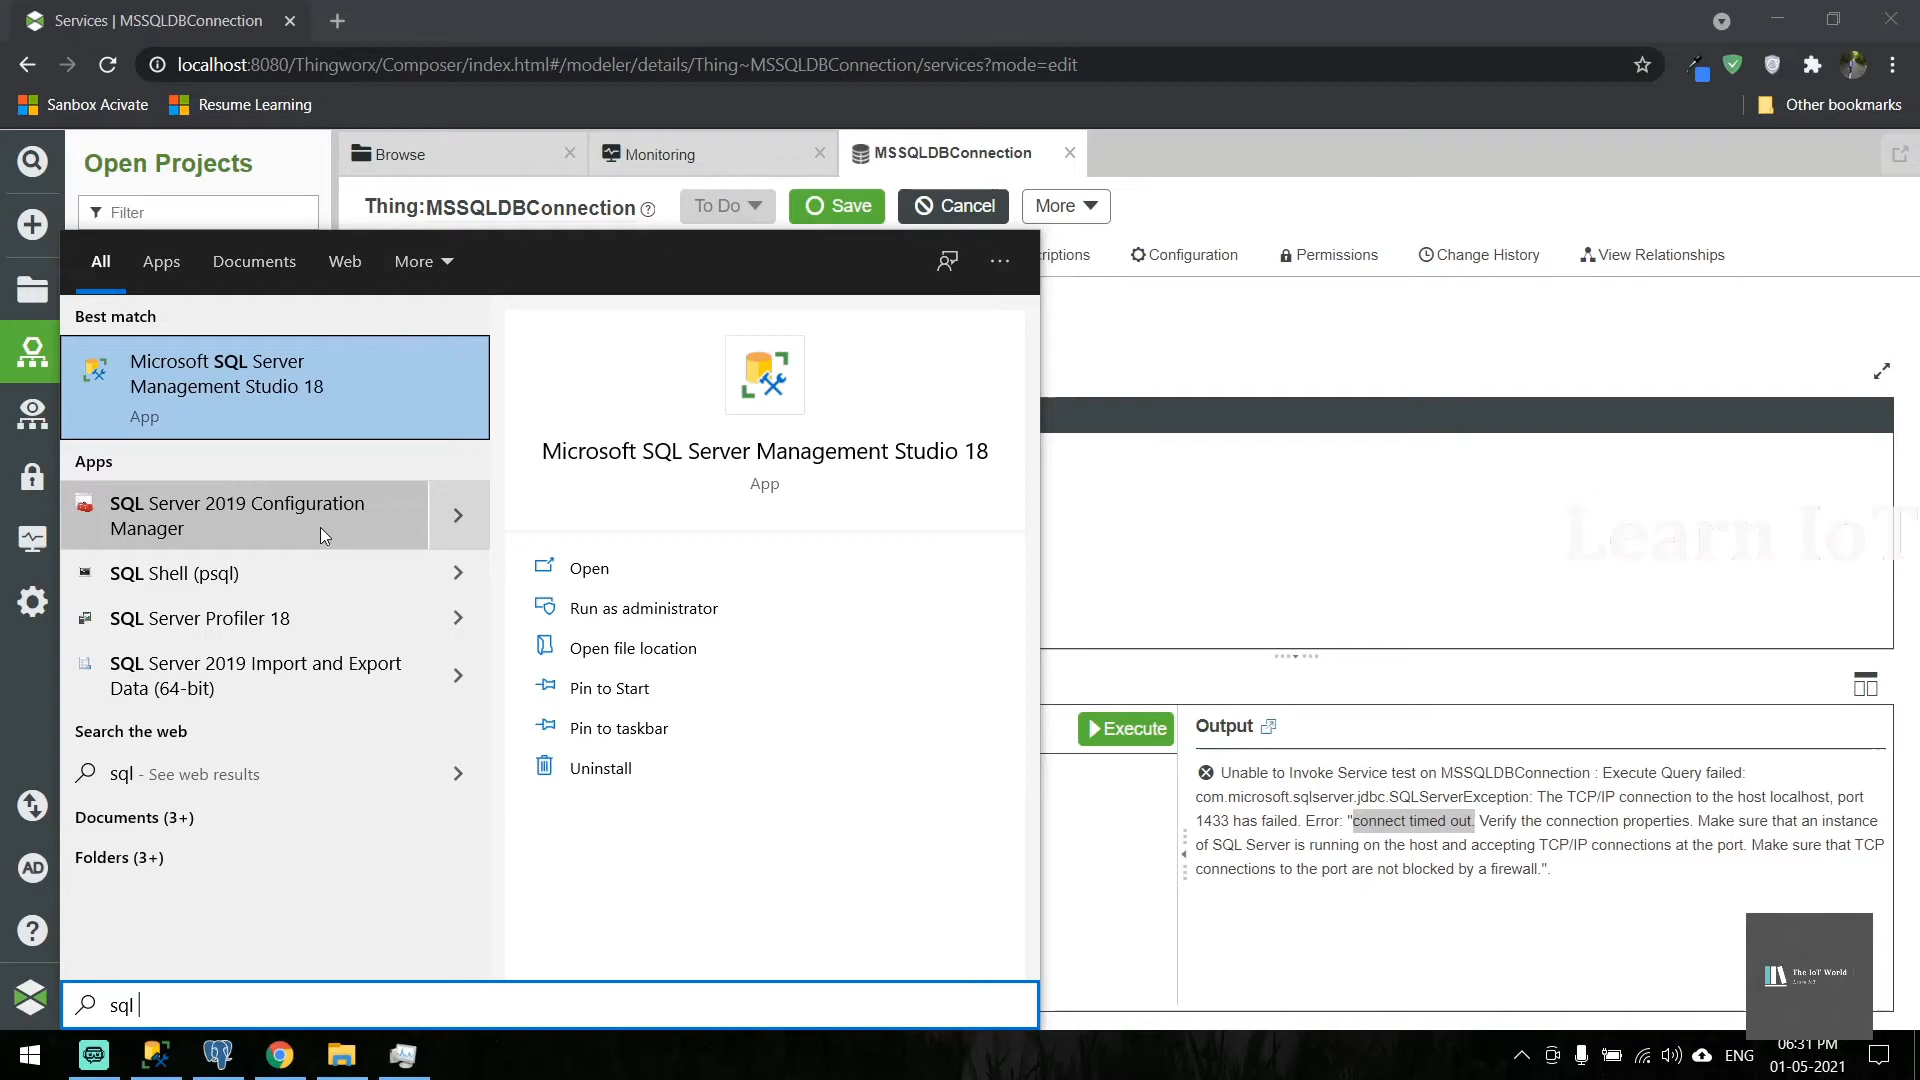 Services | MSSQLDBConnection
localhost:8080/Thingworx/Composer/index.html#/modeler/details/Thing~MSSQLDBConnection/services?mode=edit
Sanbox Acivate
Resume Learning
Other bookmarks
Open Projects
Filter
Browse
Monitoring
MSSQLDBConnection
Thing:MSSQLDBConnection
To Do
Save
Cancel
More
criptions
Configuration
Permissions
Change History
View Relationships
All
Apps
Documents
Web
More
Best match
Microsoft SQL Server
Management Studio 18
App
Apps
SQL Server 2019 Configuration
Manager
SQL Shell (psql)
SQL Server Profiler 18
SQL Server 2019 Import and Export
Data (64-bit)
Search the web
sql - See web results
Documents (3+)
Folders (3+)
Microsoft SQL Server Management Studio 18
App
Open
Run as administrator
Open file location
Pin to Start
Pin to taskbar
Uninstall
Learn IoT
Execute
Output
Unable to Invoke Service test on MSSQLDBConnection : Execute Query failed:
com.microsoft.sqlserver.jdbc.SQLServerException: The TCP/IP connection to the host localhost, port
1433 has failed. Error: "connect timed out. Verify the connection properties. Make sure that an instance
of SQL Server is running on the host and accepting TCP/IP connections at the port. Make sure that TCP
connections to the port are not blocked by a firewall.".
The IoT World
AD
sql
ENG
06:31 PM
01-05-2021